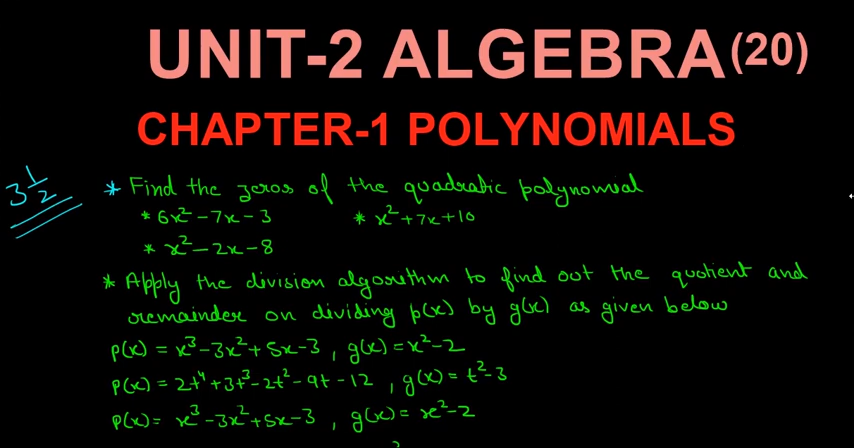 UNIT-2 ALGEBRA (20)
CHAPTER-1 POLYNOMIALS
3 1/2
* Find the zeros of the quadratic polynomial
* 6x² - 7x - 3 * x² + 7x + 10
* x² - 2x - 8
* Apply the division algorithm to find out the quotient and
remainder on dividing p(x) by g(x) as given below
p(x) = x³ - 3x² + 5x - 3 , g(x) = x² - 2
p(x) = 2t⁴ + 3t³ - 2t² - 9t - 12 , g(x) = t² - 3
p(x) = x³ - 3x² + 5x - 3 , g(x) = x² - 2